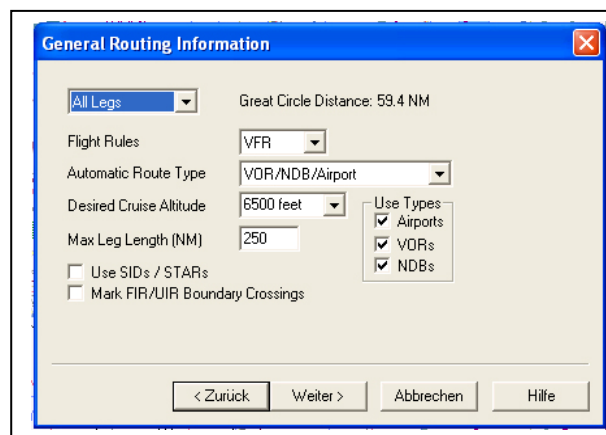 General Routing Information
All Legs
Great Circle Distance: 59.4 NM
Flight Rules
VFR
Automatic Route Type
VOR/NDB/Airport
Desired Cruise Altitude
6500 feet
Use Types
Airports
Max Leg Length (NM)
250
VORs
NDBs
Use SIDs / STARs
Mark FIR/UIR Boundary Crossings
< Zurück
Weiter >
Abbrechen
Hilfe